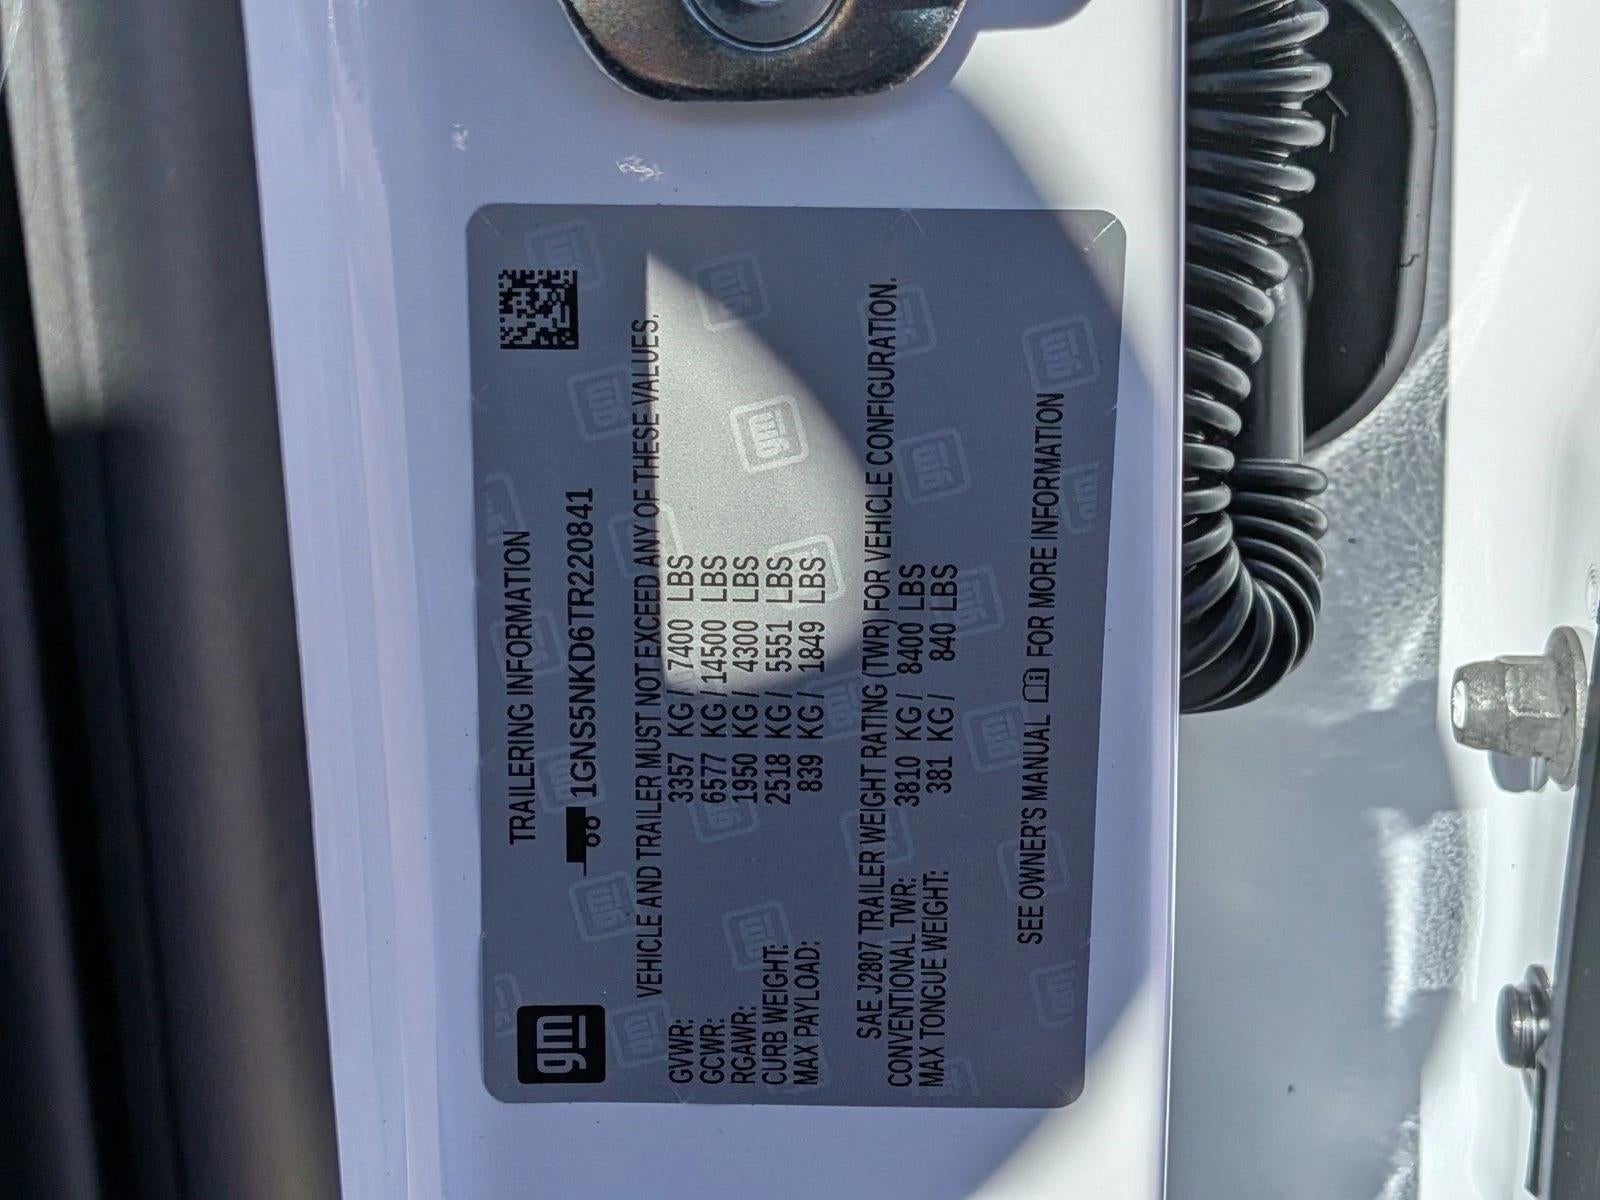 gm
TRAILERING INFORMATION
1GNS5NKD6TR220841
VEHICLE AND TRAILER MUST NOT EXCEED ANY OF THESE VALUES.
GVWR: 3357 KG / 7400 LBS
GCWR: 6577 KG / 14500 LBS
RGAWR: 1950 KG / 4300 LBS
CURB WEIGHT: 2518 KG / 5551 LBS
MAX PAYLOAD: 839 KG / 1849 LBS
SAE J2807 TRAILER WEIGHT RATING (TWR) FOR VEHICLE CONFIGURATION.
CONVENTIONAL TWR: 3810 KG / 8400 LBS
MAX TONGUE WEIGHT: 381 KG / 840 LBS
SEE OWNER'S MANUAL FOR MORE INFORMATION